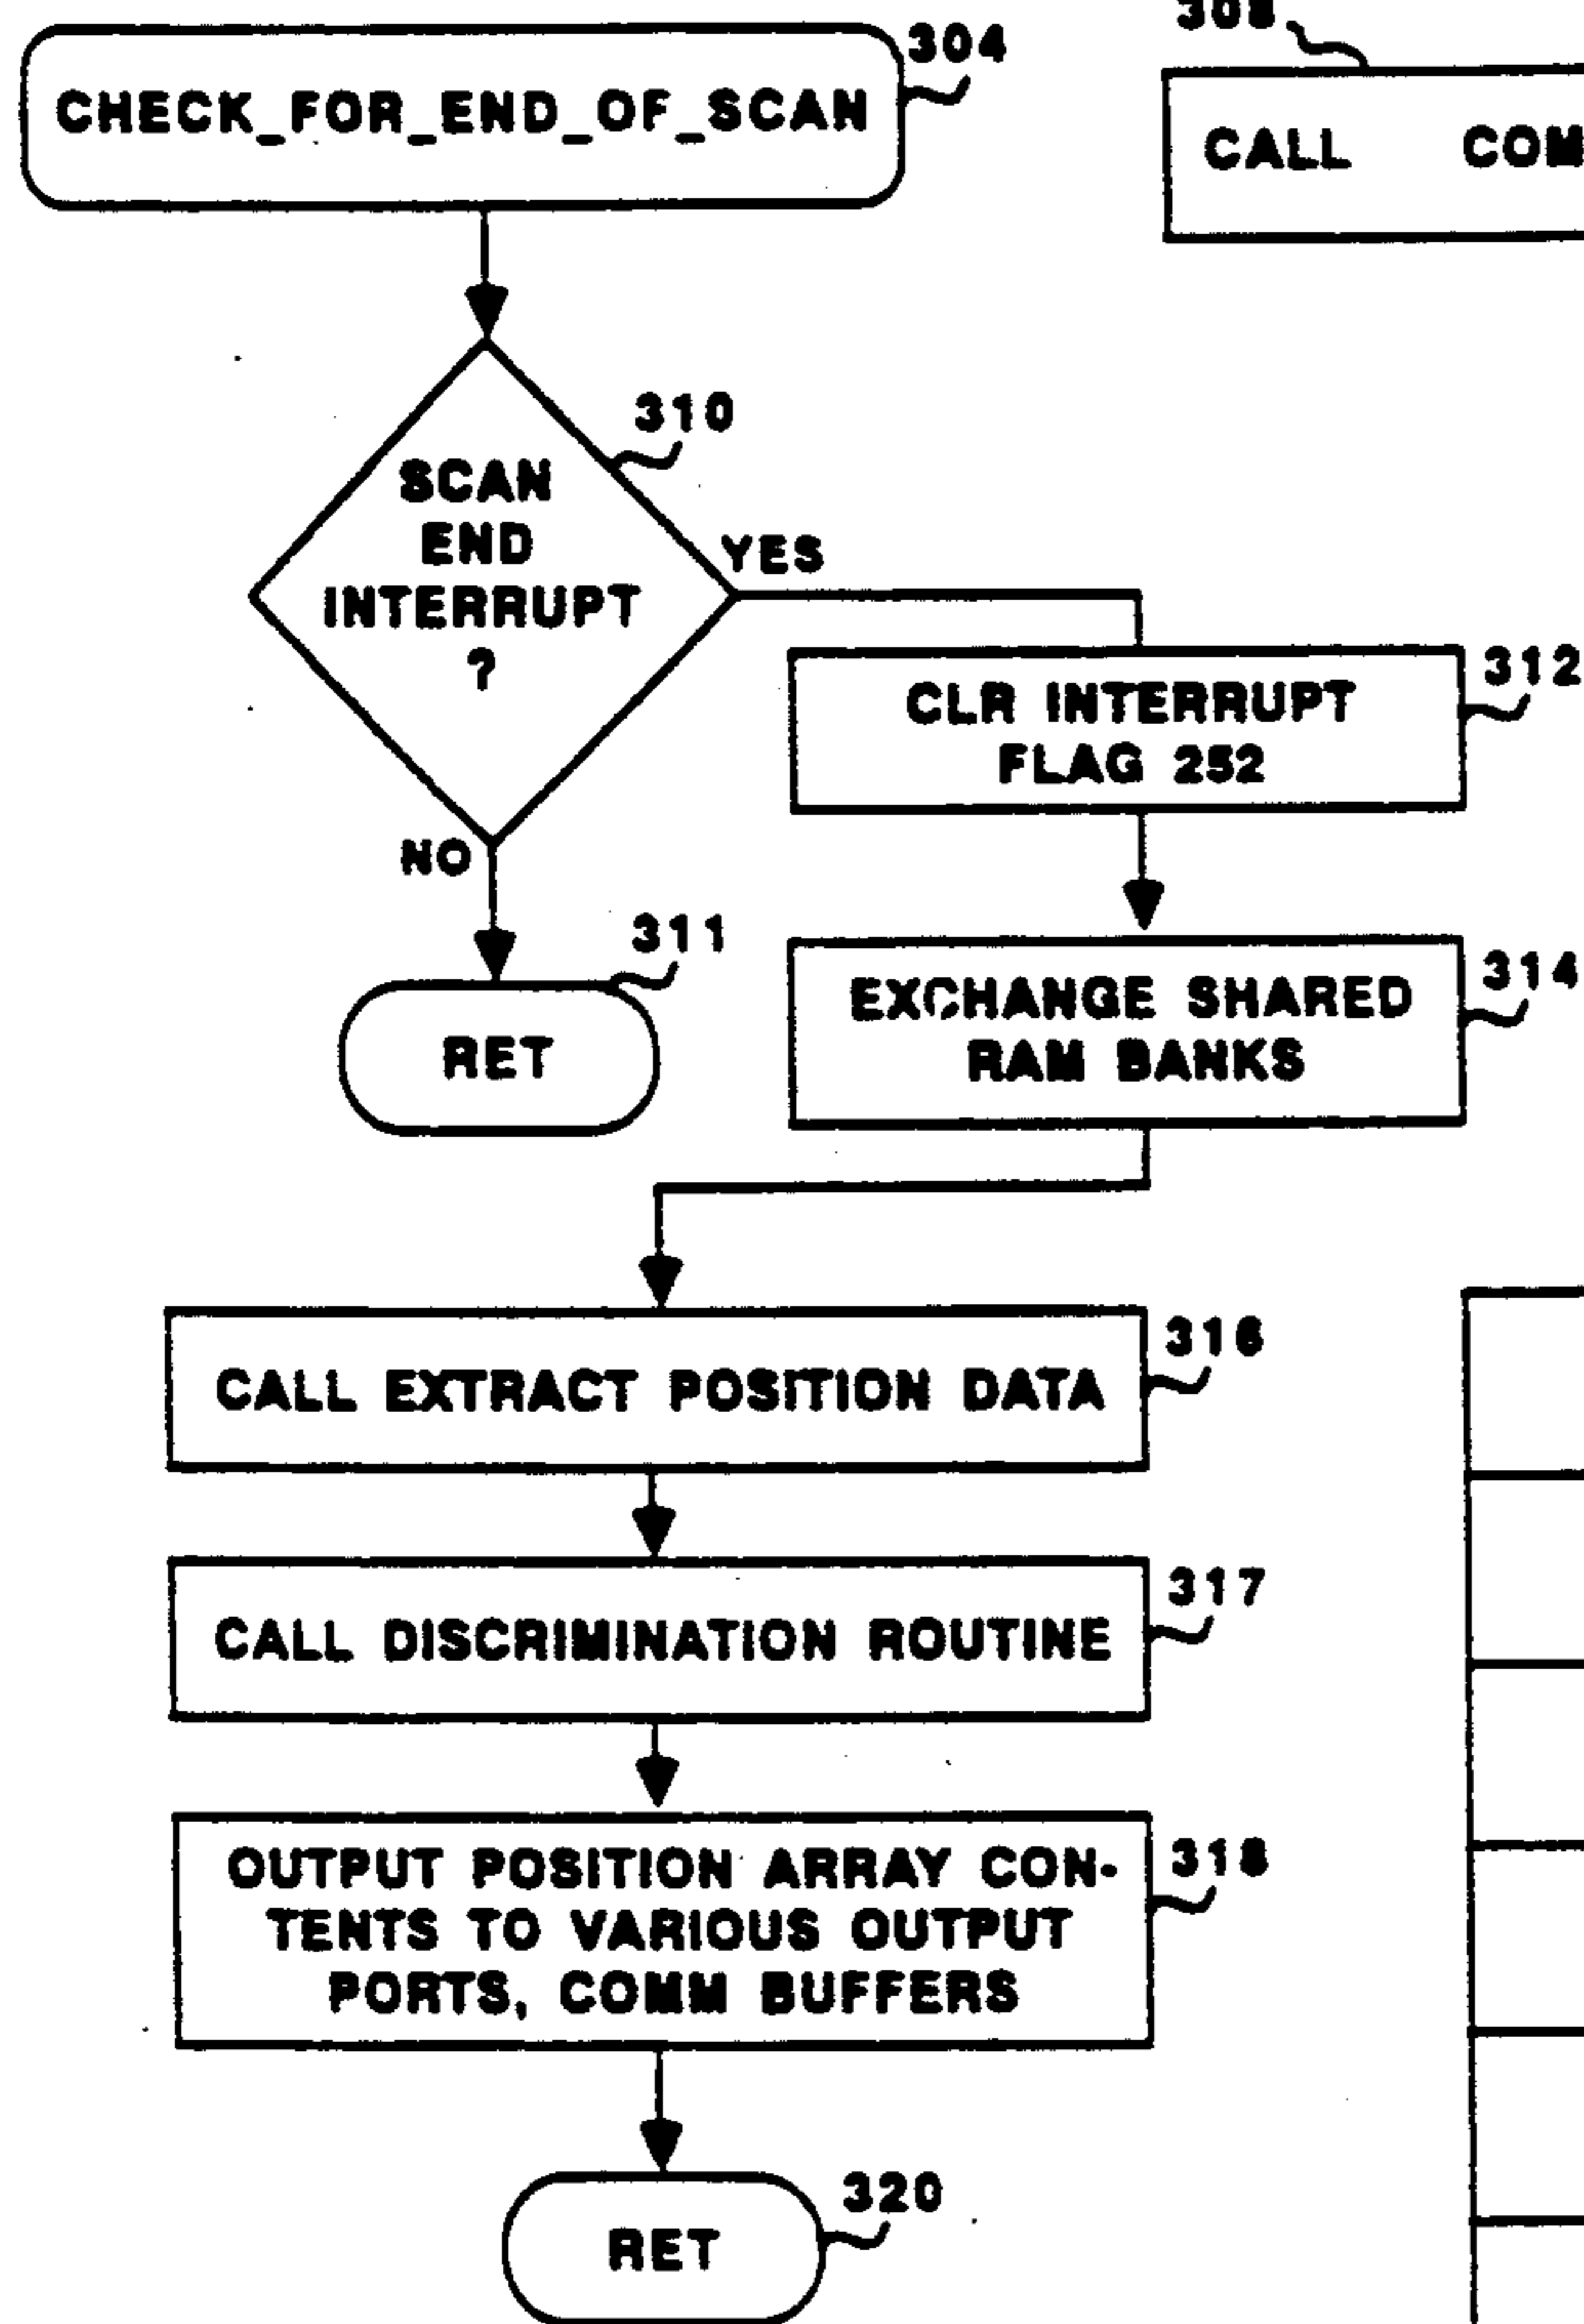 304
CHECK_FOR_END_OF_SCAN
CALL
310
SCAN
END
INTERRUPT
?
YES
NO
312
CLR INTERRUPT
FLAG 252
311
RET
314
EXCHANGE SHARED
RAM BANKS
316
CALL EXTRACT POSITION DATA
317
CALL DISCRIMINATION ROUTINE
318
OUTPUT POSITION ARRAY CON-
TENTS TO VARIOUS OUTPUT
PORTS, COMM BUFFERS
320
RET